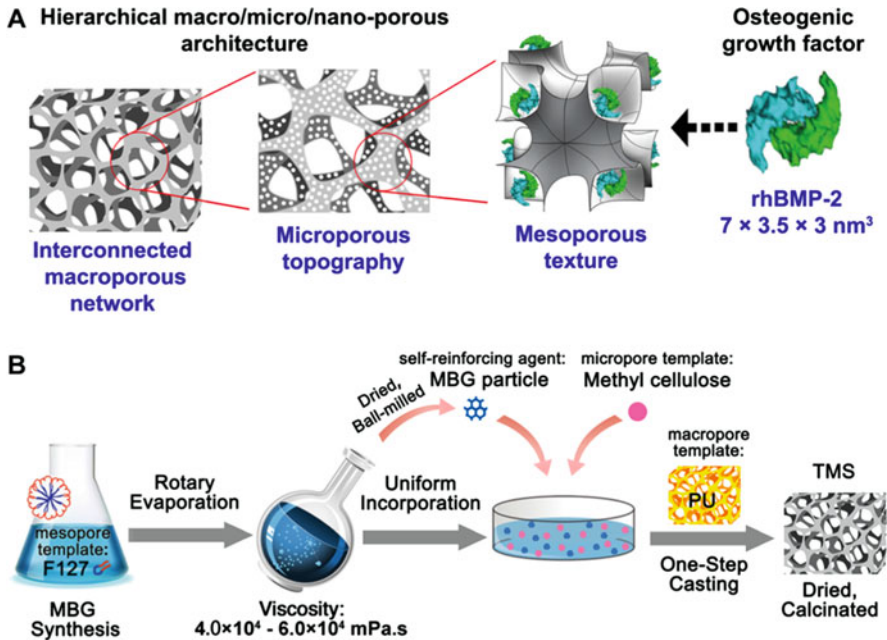 A
Hierarchical macro/micro/nano-porous
architecture
Osteogenic
growth factor
rhBMP-2
7 × 3.5 × 3 nm³
Interconnected
macroporous
network
Microporous
topography
Mesoporous
texture
B
mesopore
template:
F127
MBG
Synthesis
Rotary
Evaporation
Viscosity:
4.0×10⁴ - 6.0×10⁴ mPa.s
Dried,
Ball-milled
self-reinforcing agent:
MBG particle
micropore template:
Methyl cellulose
Uniform
Incorporation
macropore
template:
PU
One-Step
Casting
TMS
Dried,
Calcinated